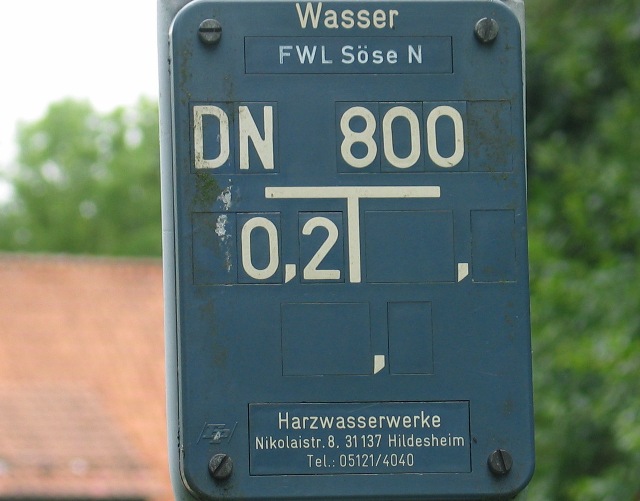 Wasser
FWL Söse N
DN 800
0,2 ,
,
Harzwasserwerke
Nikolaistr. 8, 31137 Hildesheim
Tel.: 05121/4040